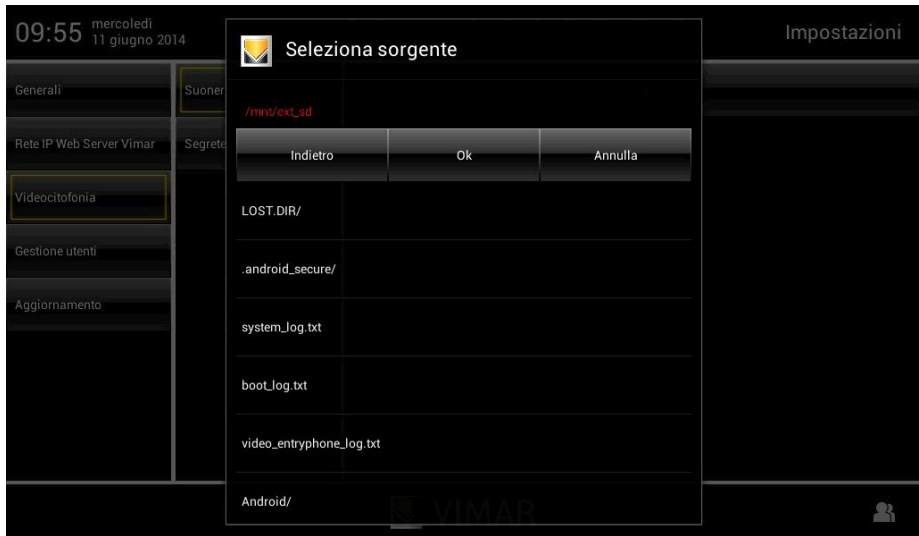 09:55 mercoledì
11 giugno 2014
Impostazioni
Seleziona sorgente
Generali
Suoner
/mnt/ext_sd
Rete IP Web Server Vimar
Segrete
Indietro
Ok
Annulla
Videocitofonia
LOST.DIR/
Gestione utenti
.android_secure/
Aggiornamento
system_log.txt
boot_log.txt
video_entryphone_log.txt
Android/
VIMAR